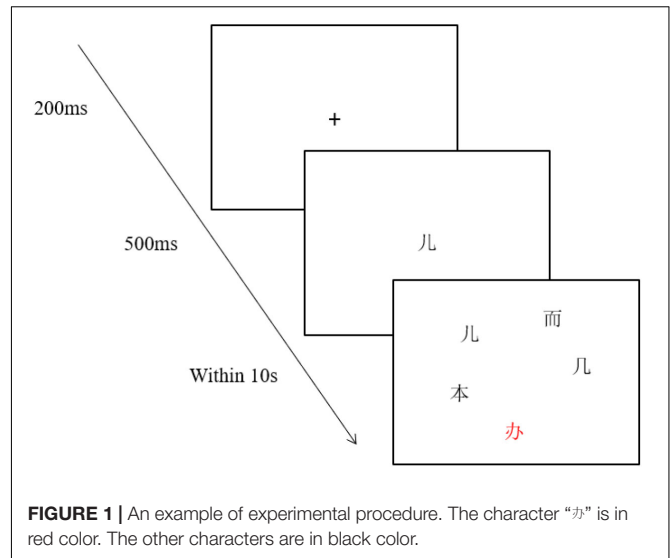 200ms
+
500ms
儿
Within 10s
而
儿
几
本
办
FIGURE 1 | An example of experimental procedure. The character “办” is in
red color. The other characters are in black color.